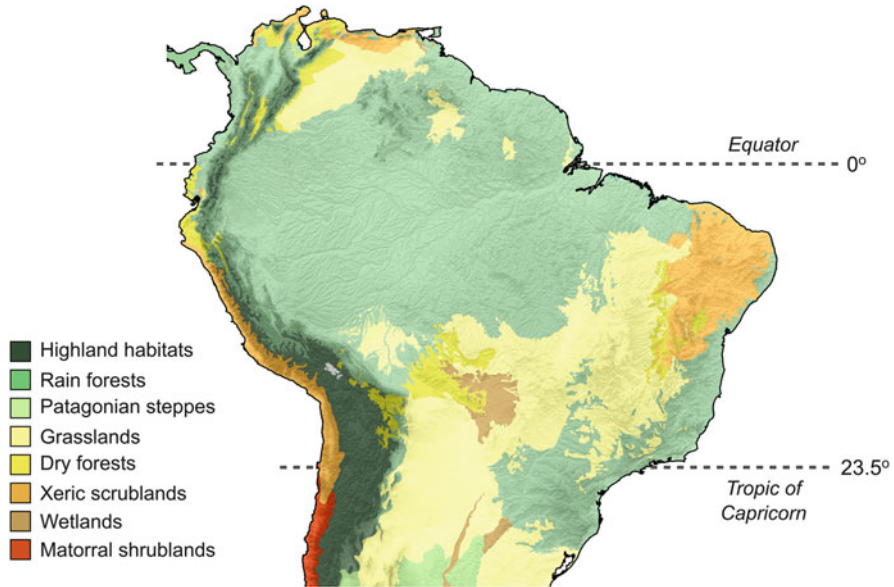 Equator
0°
Highland habitats
Rain forests
Patagonian steppes
Grasslands
Dry forests
Xeric scrublands
Wetlands
Matorral shrublands
23.5°
Tropic of
Capricorn